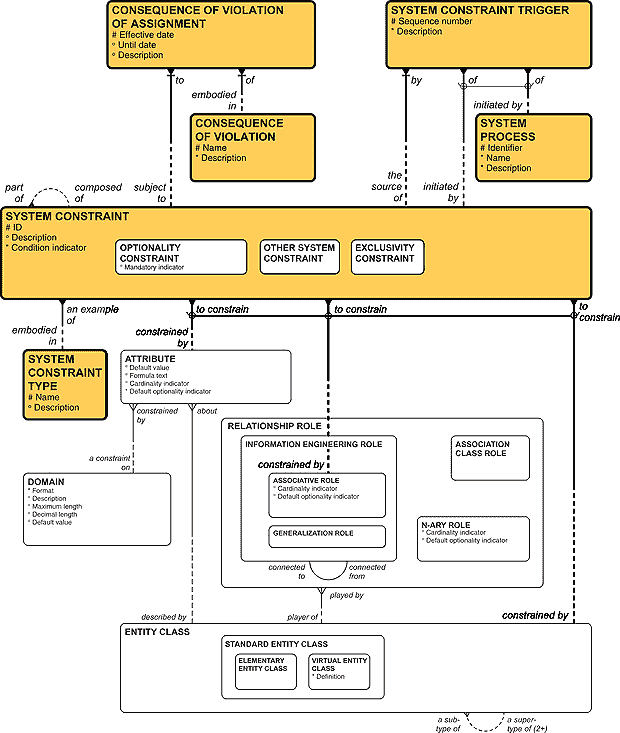 CONSEQUENCE OF VIOLATION
OF ASSIGNMENT
# Effective date
° Until date
° Description
SYSTEM CONSTRAINT TRIGGER
# Sequence number
* Description
to
of
by
of
of
embodied
in
initiated by
CONSEQUENCE
OF VIOLATION
# Name
* Description
SYSTEM
PROCESS
# Identifier
* Name
* Description
part
of
composed
of
subject
to
the
source
of
initiated
by
SYSTEM CONSTRAINT
# ID
° Description
* Condition indicator
OPTIONALITY
CONSTRAINT
* Mandatory indicator
OTHER SYSTEM
CONSTRAINT
EXCLUSIVITY
CONSTRAINT
an example
of
to constrain
to constrain
to
constrain
embodied
in
constrained
by
SYSTEM
CONSTRAINT
TYPE
# Name
° Description
ATTRIBUTE
* Default value
* Formula text
* Cardinality indicator
* Default optionality indicator
constrained
by
about
RELATIONSHIP ROLE
INFORMATION ENGINEERING ROLE
ASSOCIATION
CLASS ROLE
a constraint
on
constrained by
DOMAIN
* Format
* Description
* Maximum length
* Decimal length
* Default value
ASSOCIATIVE ROLE
* Cardinality indicator
* Default optionality indicator
GENERALIZATION ROLE
N-ARY ROLE
* Cardinality indicator
* Default optionality indicator
connected
to
connected
from
played by
described by
player of
constrained by
ENTITY CLASS
STANDARD ENTITY CLASS
ELEMENTARY
ENTITY CLASS
VIRTUAL ENTITY
CLASS
* Definition
a sub-
type of
a super-
type of (2+)